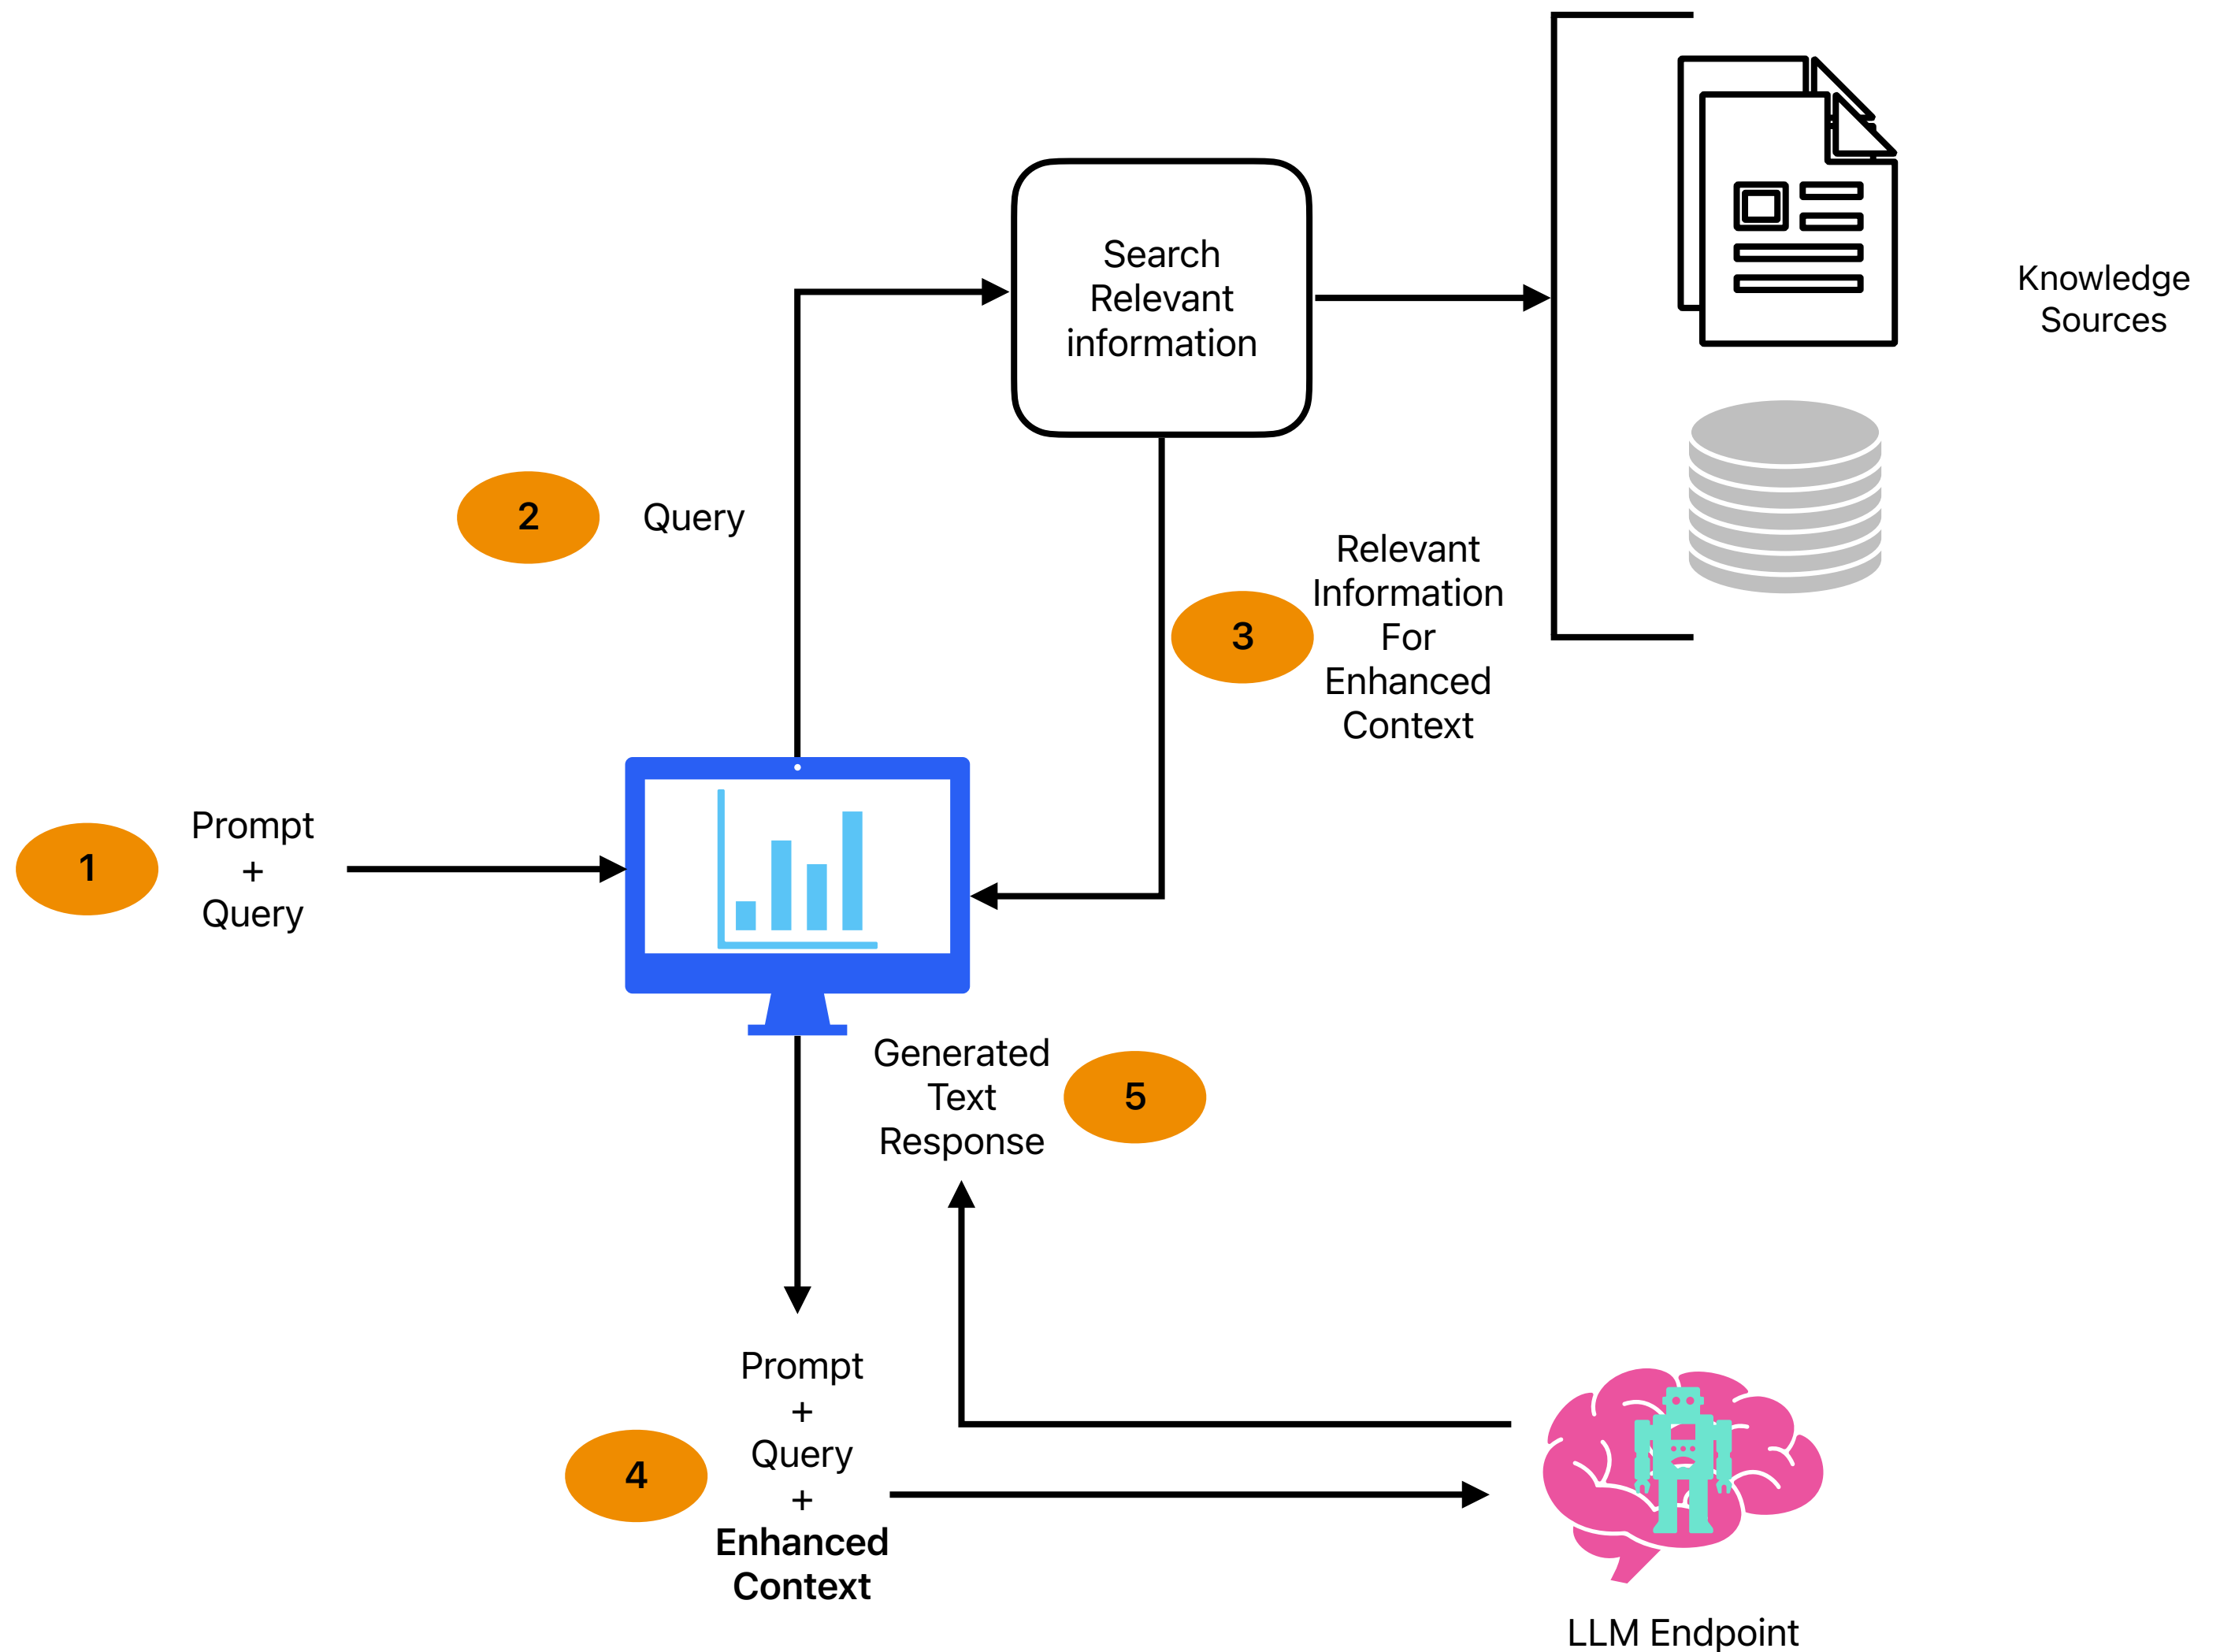 Search
Relevant
information
Knowledge
Sources
2
Query
3
Relevant
Information
For
Enhanced
Context
1
Prompt
+
Query
Generated
Text
Response
5
4
Prompt
+
Query
+
Enhanced
Context
LLM Endpoint